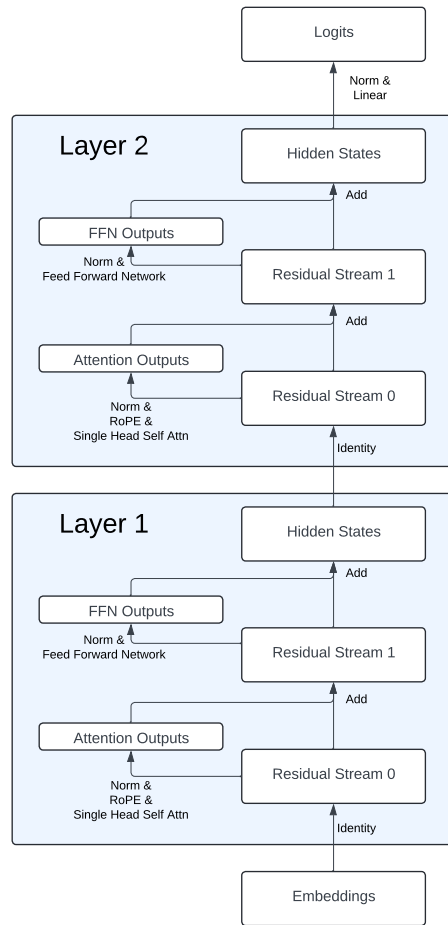 Logits
Norm &
Linear
Layer 2
Hidden States
Add
FFN Outputs
Norm &
Feed Forward Network
Residual Stream 1
Add
Attention Outputs
Norm &
RoPE &
Single Head Self Attn
Residual Stream 0
Identity
Layer 1
Hidden States
Add
FFN Outputs
Norm &
Feed Forward Network
Residual Stream 1
Add
Attention Outputs
Norm &
RoPE &
Single Head Self Attn
Residual Stream 0
Identity
Embeddings